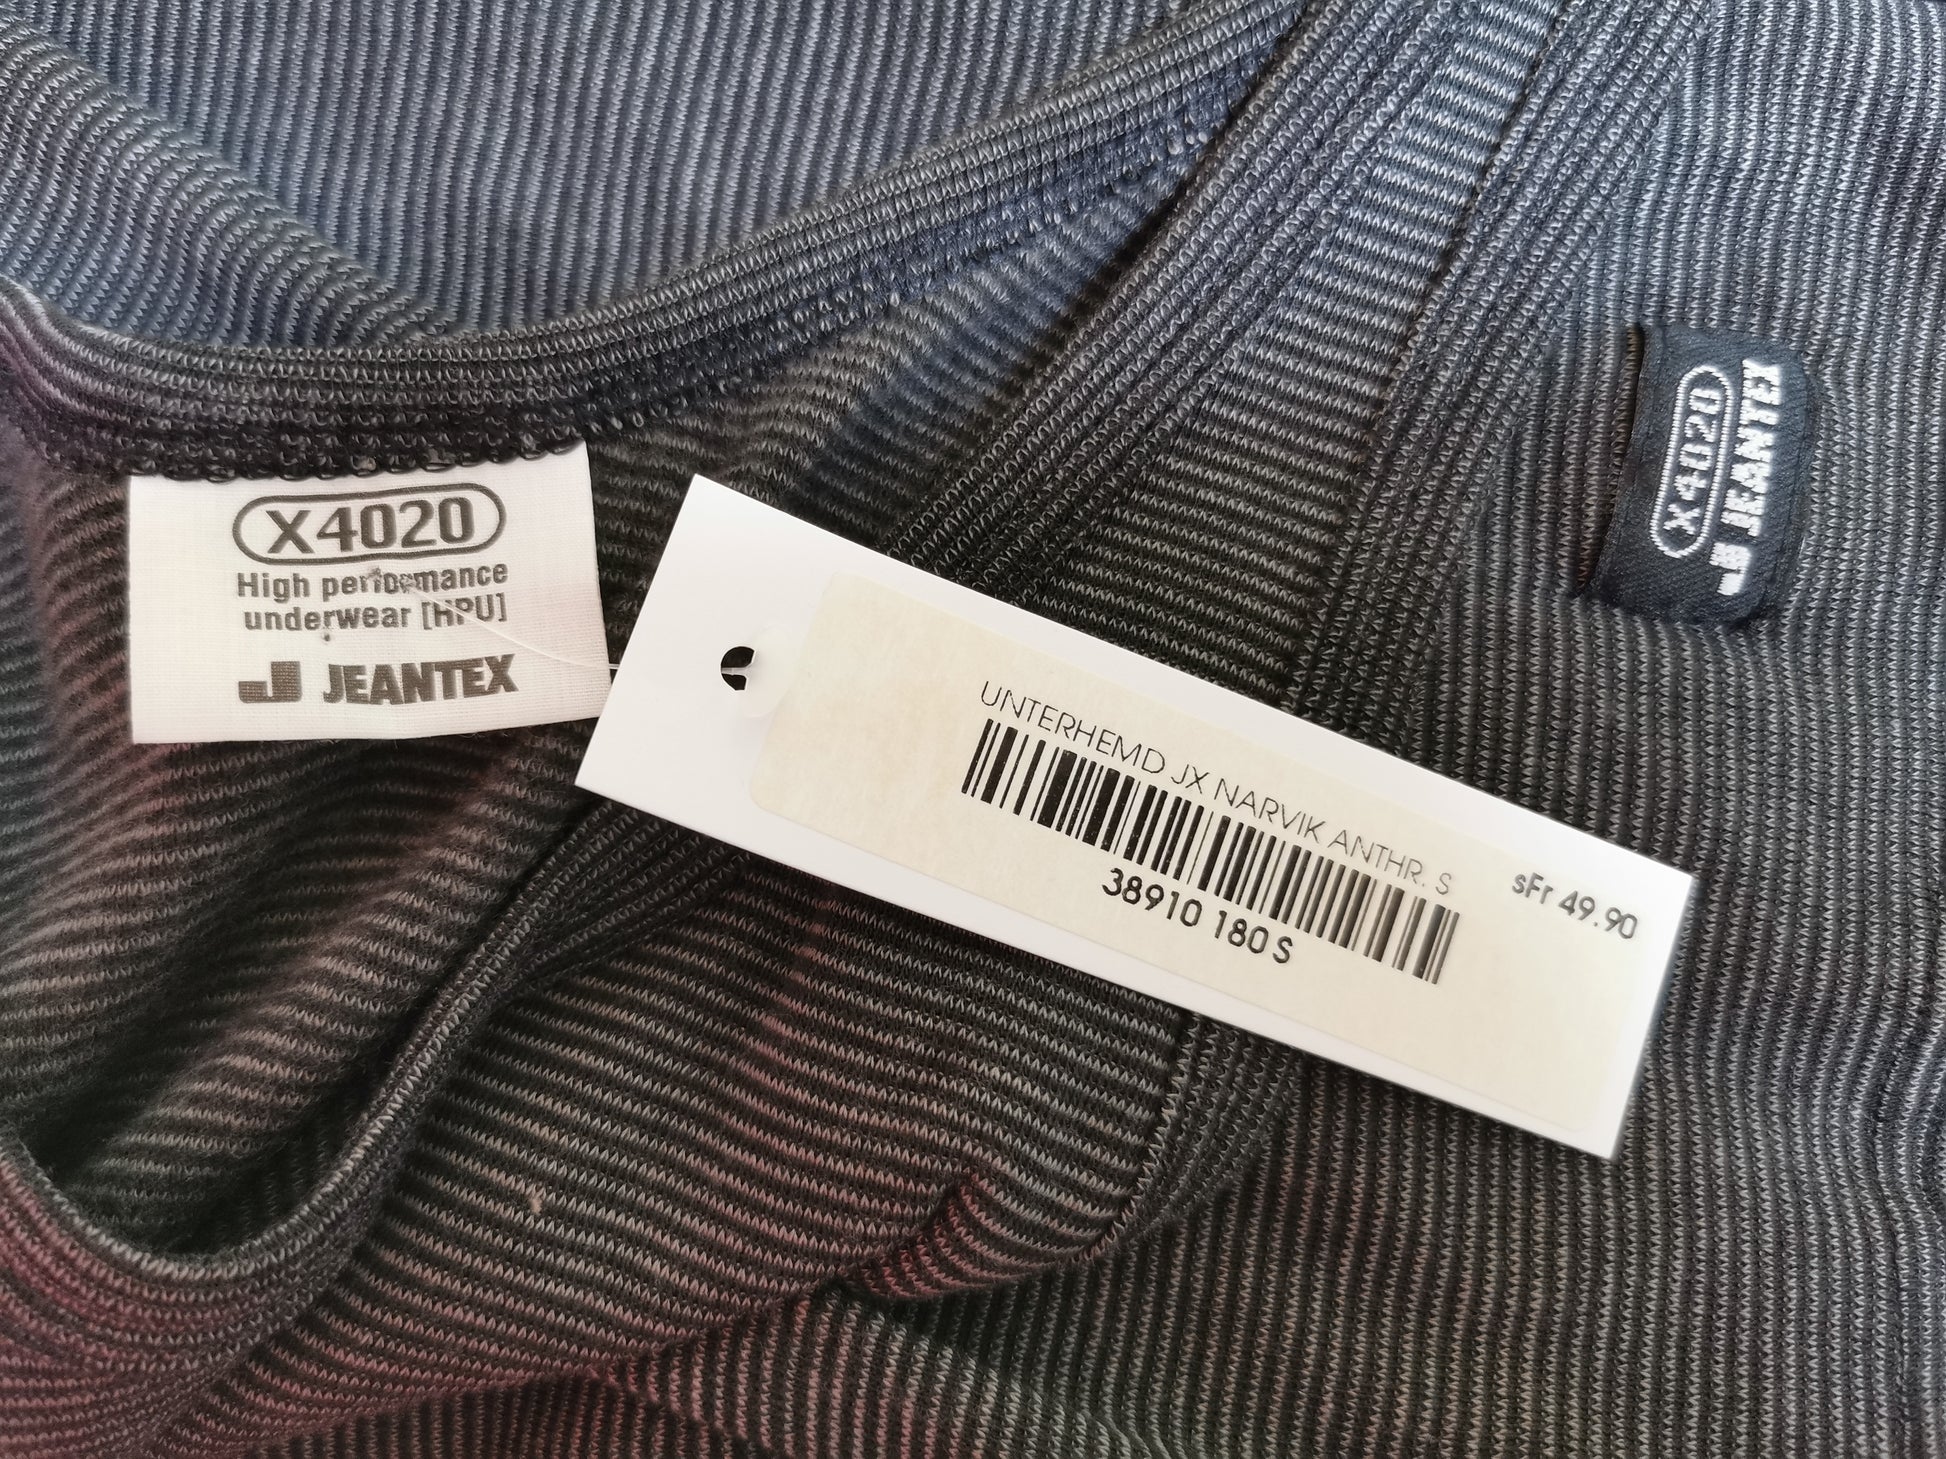 X4020
High performance
underwear [HPU]
JEANTEX
UNTERHEMD JX NARVIK ANTHR. S
38910 180 S
sFr 49.90
X4020
JEANTEX